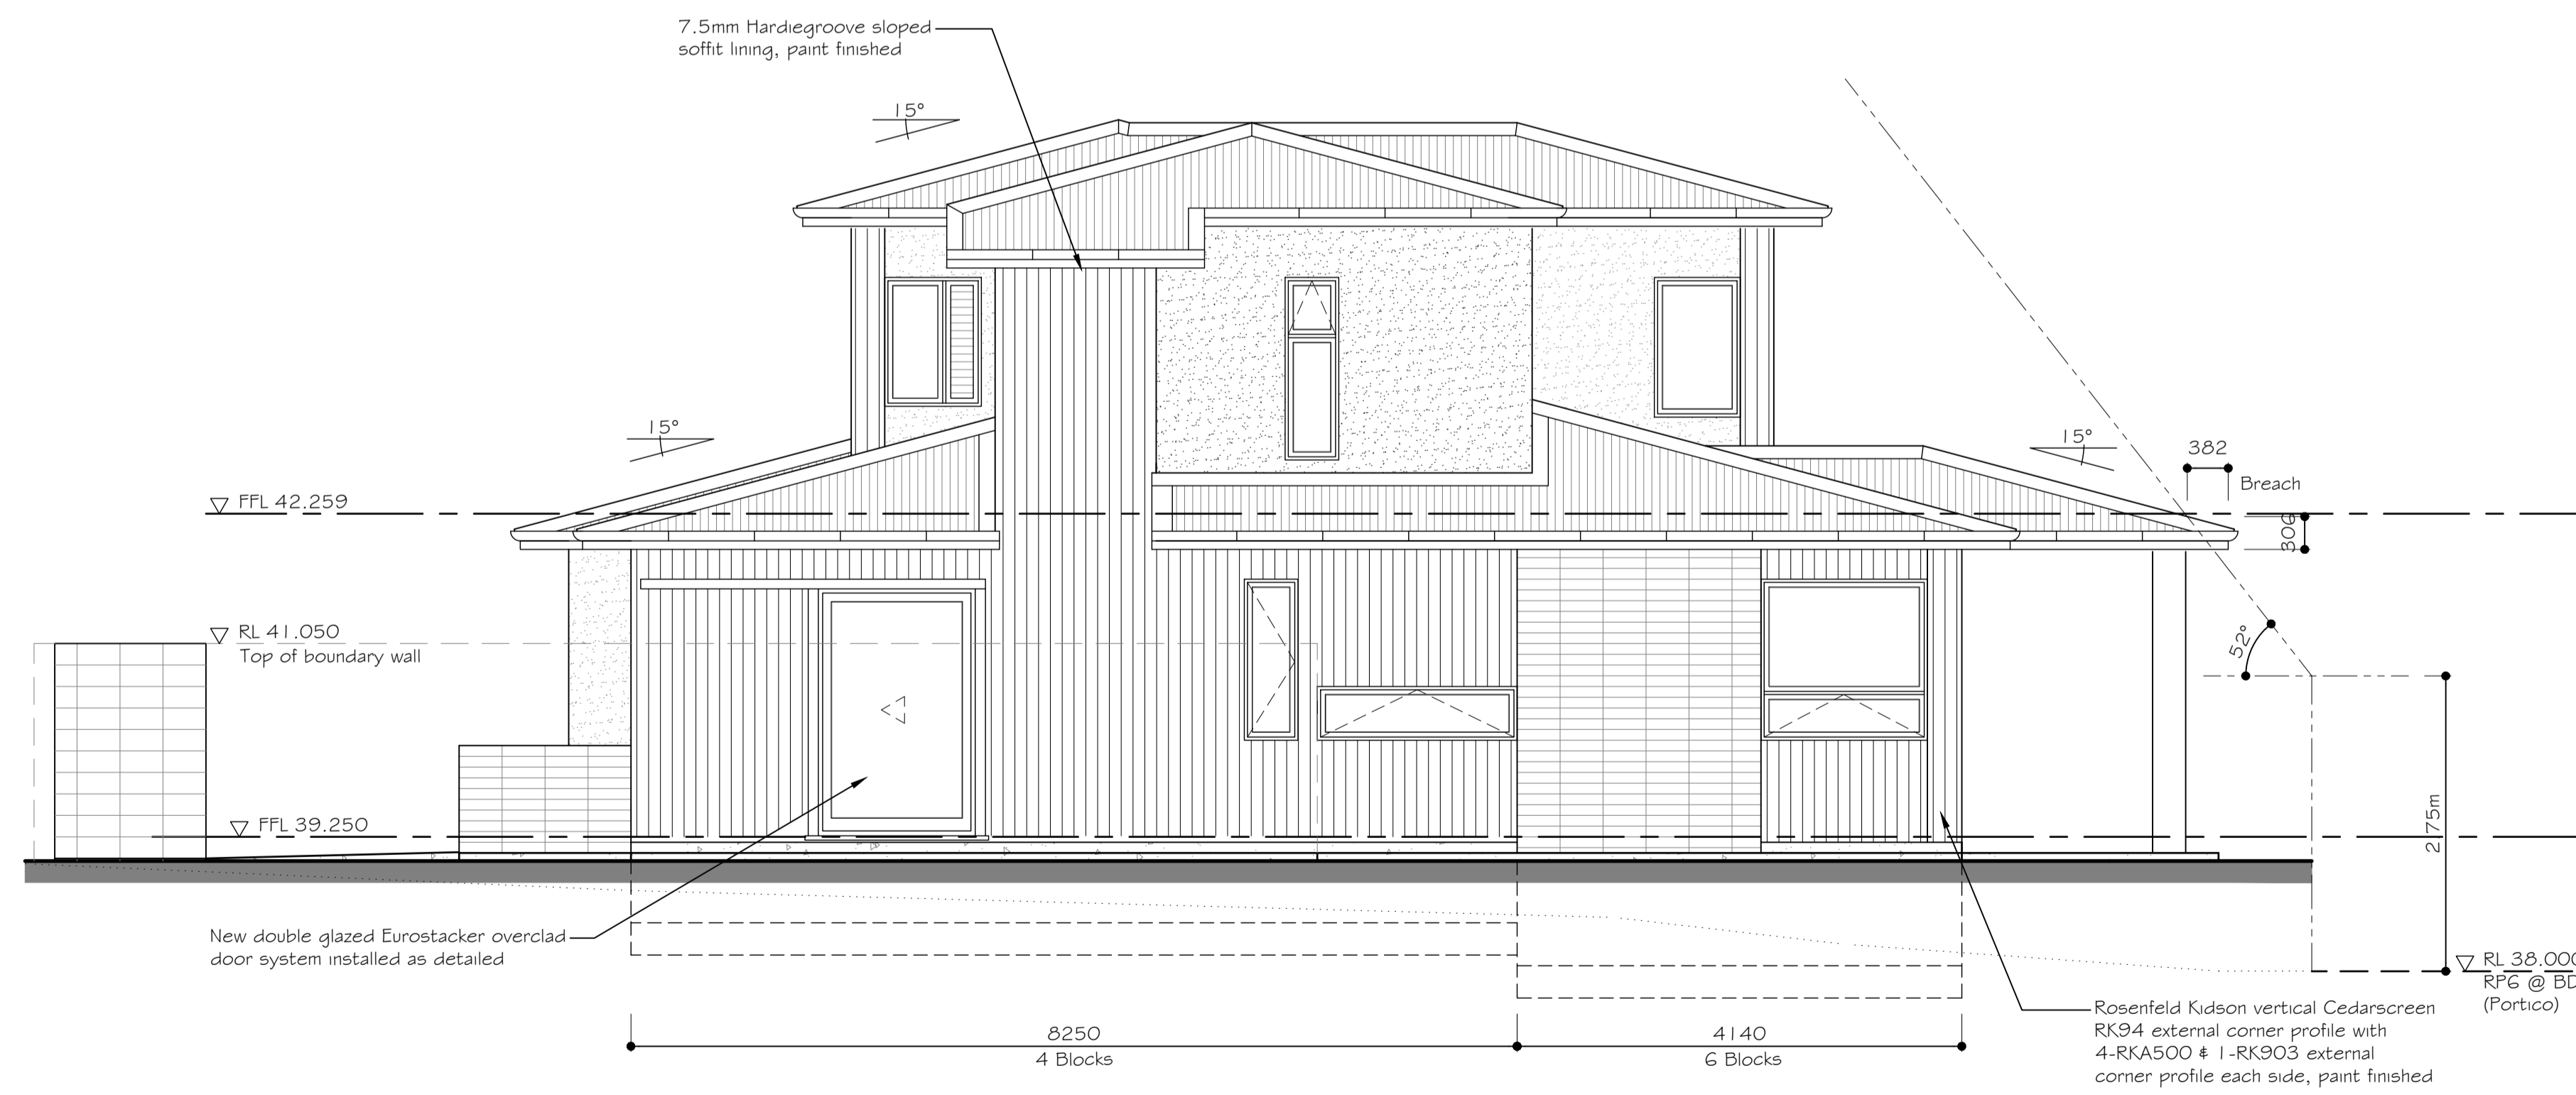 7.5mm Hardiegroove sloped
soffit lining, paint finished
15°
15°
15°
382
Breach
FFL 42.259
306
RL 41.050
Top of boundary wall
52°
FFL 39.250
275m
New double glazed Eurostacker overclad
door system installed as detailed
RL 38.000
RP6 @ BD
(Portico)
Rosenfeld Kidson vertical Cedarscreen
RK94 external corner profile with
4-RKA500 & 1-RK903 external
corner profile each side, paint finished
8250
4 Blocks
4140
6 Blocks